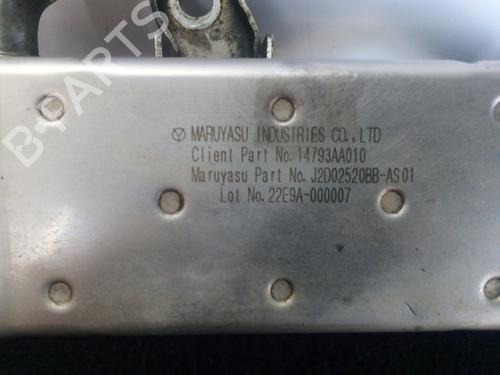 MARUYASU INDUSTRIES CO., LTD
Client Part No. 14793AA010
Maruyasu Part No. J2D02520BB-AS01
Lot No. 22E9A-000007
B-PARTS